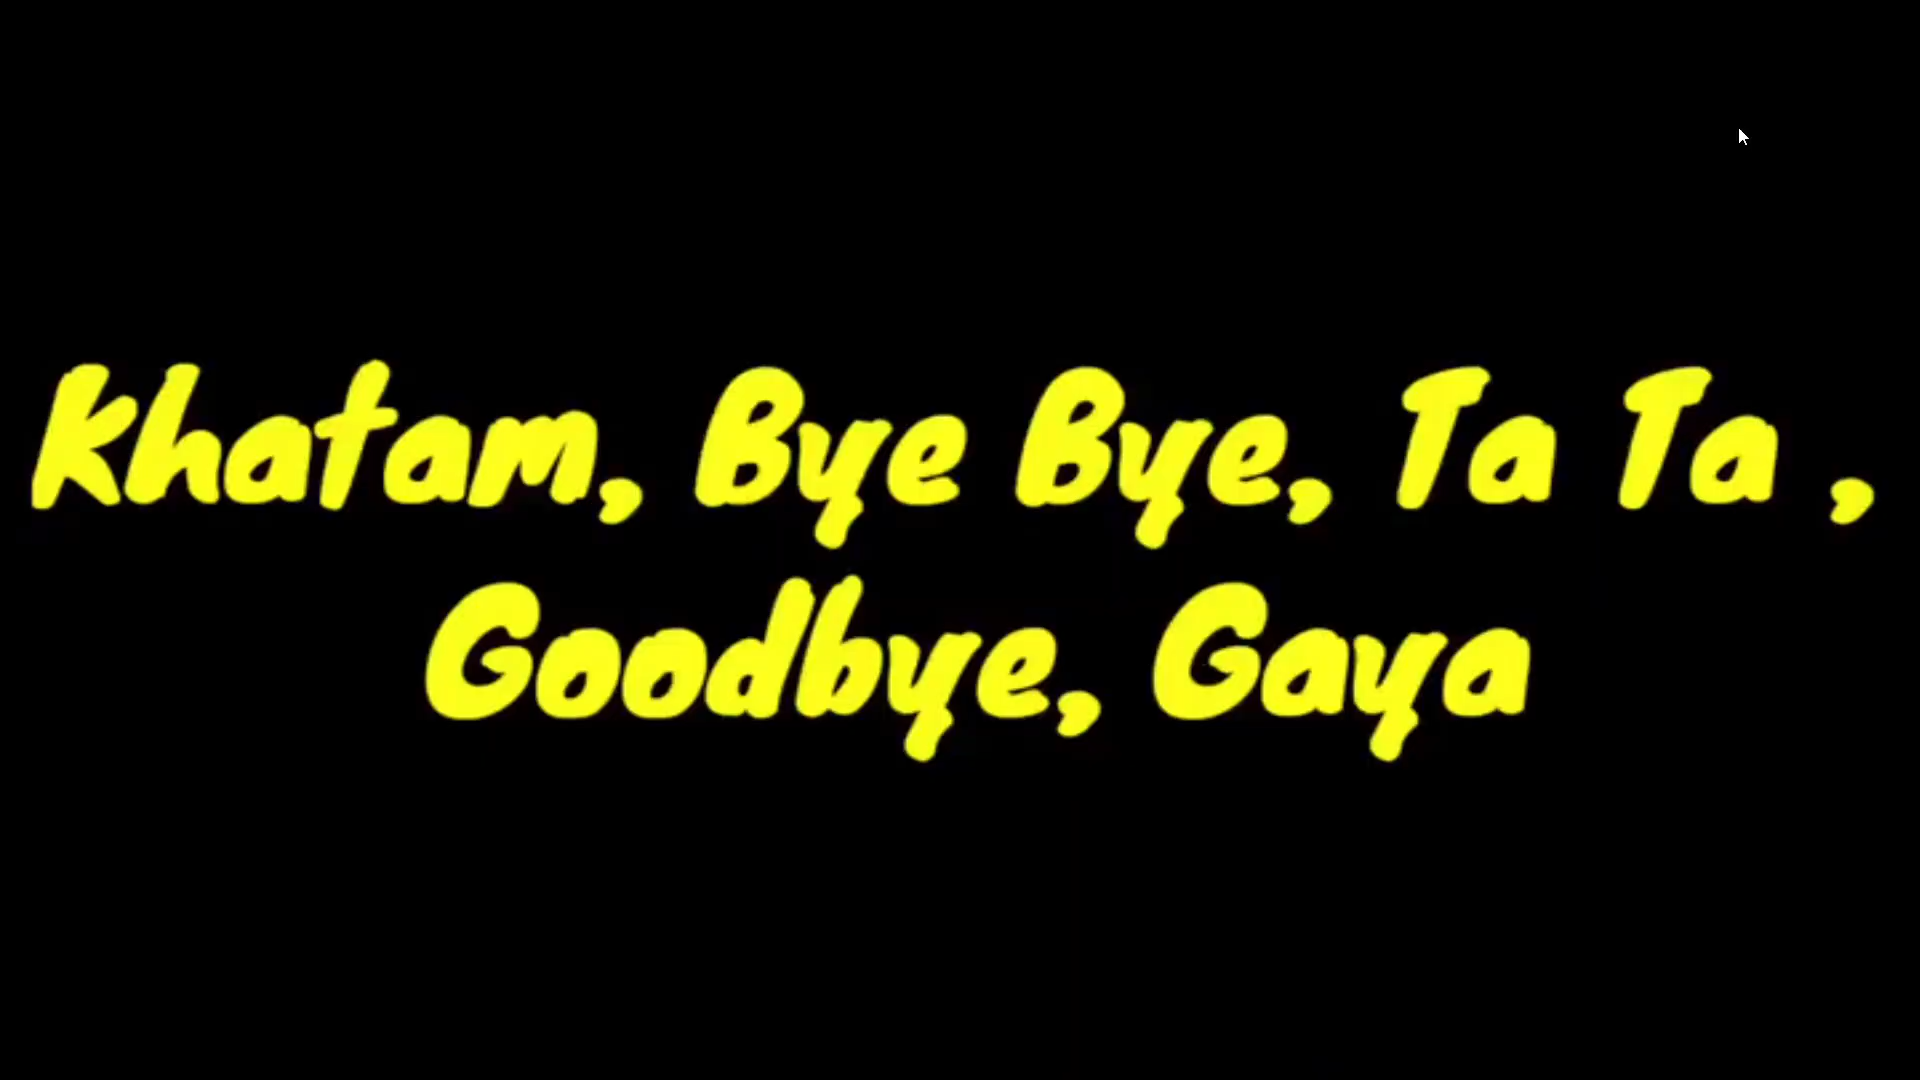 Khatam, Bye Bye, Ta Ta ,
Goodbye, Gaya